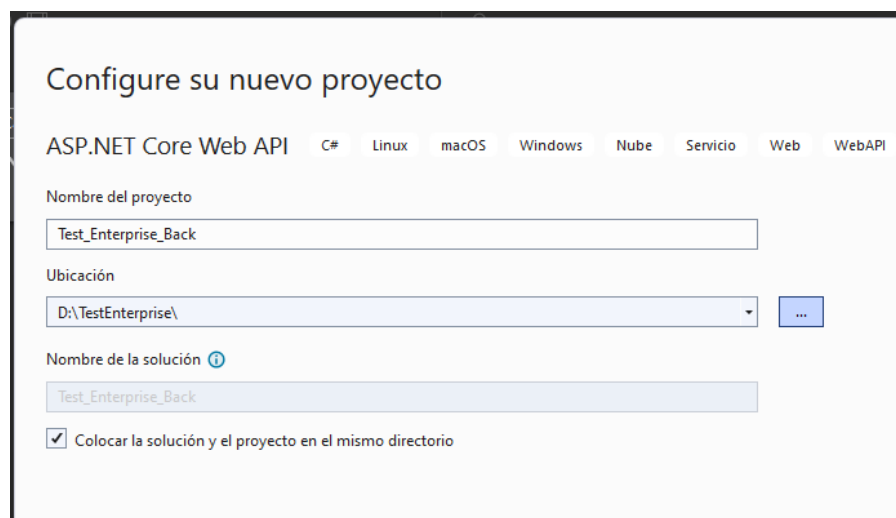 Configure su nuevo proyecto
ASP.NET Core Web API C# Linux macOS Windows Nube Servicio Web WebAPI
Nombre del proyecto
Test_Enterprise_Back
Ubicación
D:\TestEnterprise\
...
Nombre de la solución
Test_Enterprise_Back
Colocar la solución y el proyecto en el mismo directorio